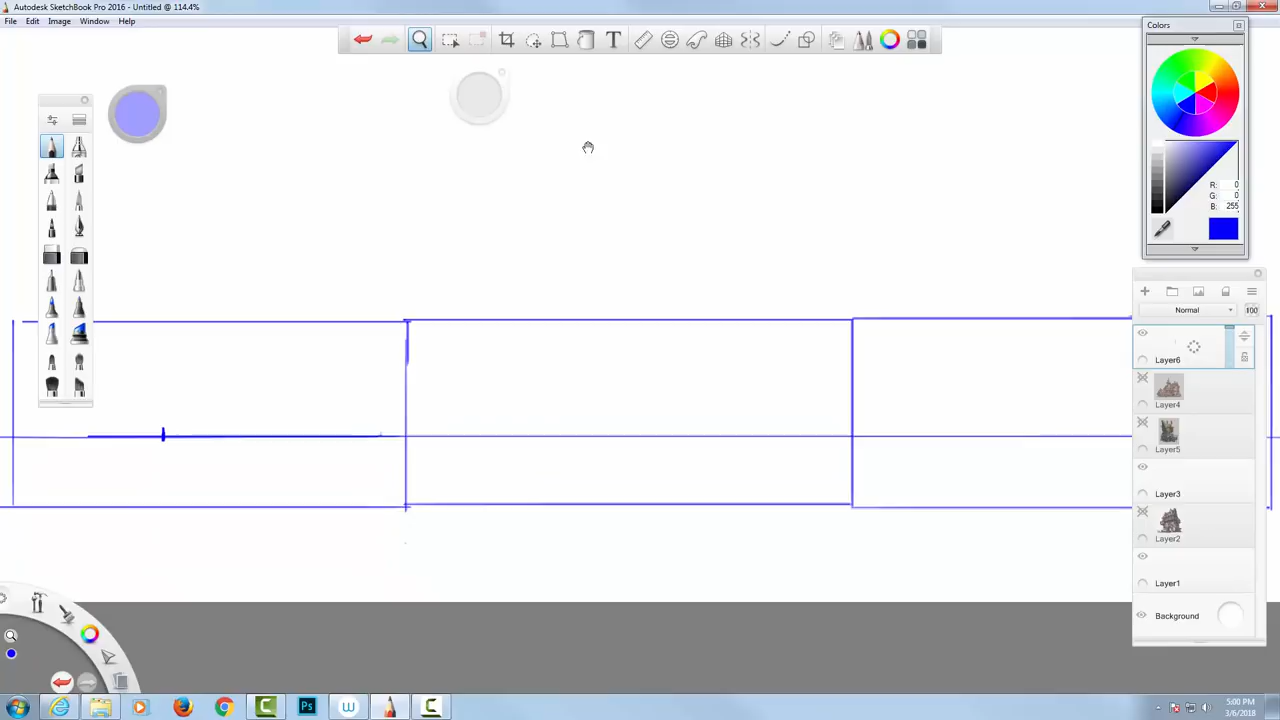 Autodesk SketchBook Pro 2016 - Untitled @ 114.4%
File Edit Image Window Help
Colors
R: 0
G: 0
B: 255
Normal 100
Layer6
Layer4
Layer5
Layer3
Layer2
Layer1
Background
Ps
5:00 PM
3/6/2018